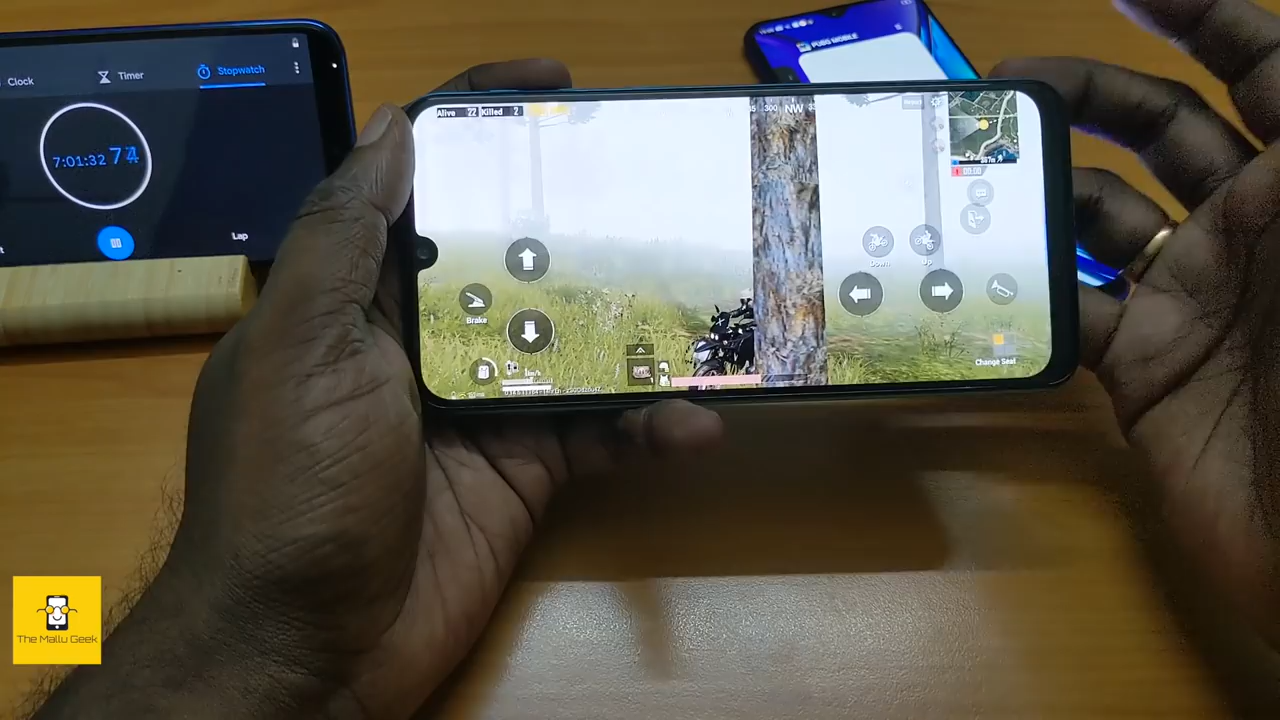 Clock
Timer
Stopwatch
7:01:32 74
Lap
PUBG MOBILE
Alive 22 Killed 2
300 NW
Down
Up
Brake
Change Seat
The Mallu Geek